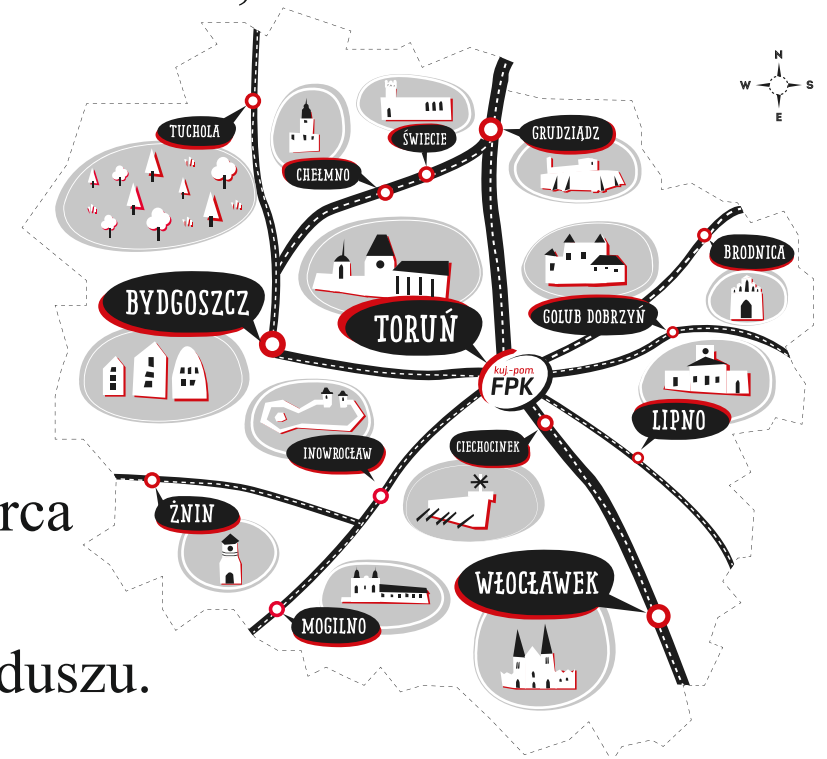 N
W S
E
TUCHOLA
ŚWIECIE
GRUDZIĄDZ
CHEŁMNO
BRODNICA
BYDGOSZCZ
TORUŃ
GOLUB DOBRZYŃ
kuj.-pom.
FPK
LIPNO
INOWROCŁAW
CIECHOCINEK
rca
ŻNIN
WŁOCŁAWEK
MOGILNO
duszu.